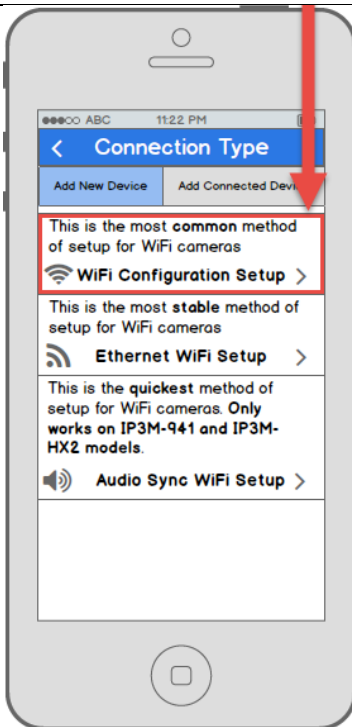 ABC 11:22 PM
< Connection Type
Add New Device Add Connected
This is the most common method
of setup for WiFi cameras
WiFi Configuration Setup >
This is the most stable method of
setup for WiFi cameras
Ethernet WiFi Setup >
This is the quickest method of
setup for WiFi cameras. Only
works on IP3M-941 and IP3M-
HX2 models.
Audio Sync WiFi Setup >